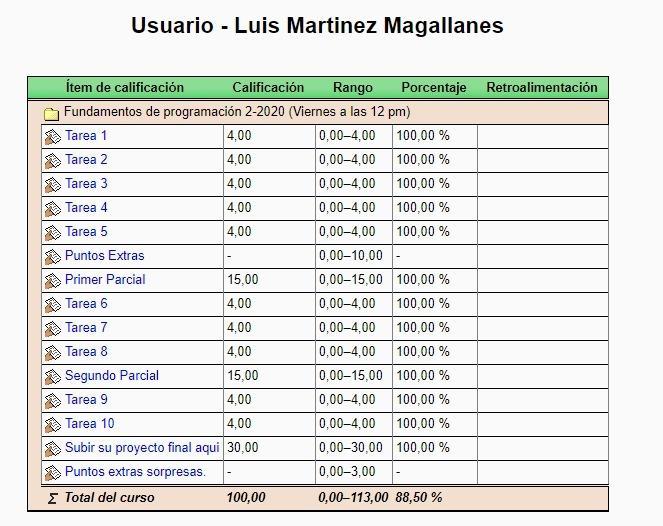 Usuario - Luis Martinez Magallanes
Ítem de calificación Calificación Rango Porcentaje Retroalimentación
Fundamentos de programación 2-2020 (Viernes a las 12 pm)
Tarea 1 4,00 0,00–4,00 100,00 %
Tarea 2 4,00 0,00–4,00 100,00 %
Tarea 3 4,00 0,00–4,00 100,00 %
Tarea 4 4,00 0,00–4,00 100,00 %
Tarea 5 4,00 0,00–4,00 100,00 %
Puntos Extras - 0,00–10,00 -
Primer Parcial 15,00 0,00–15,00 100,00 %
Tarea 6 4,00 0,00–4,00 100,00 %
Tarea 7 4,00 0,00–4,00 100,00 %
Tarea 8 4,00 0,00–4,00 100,00 %
Segundo Parcial 15,00 0,00–15,00 100,00 %
Tarea 9 4,00 0,00–4,00 100,00 %
Tarea 10 4,00 0,00–4,00 100,00 %
Subir su proyecto final aqui 30,00 0,00–30,00 100,00 %
Puntos extras sorpresas. - 0,00–3,00 -
Σ Total del curso 100,00 0,00–113,00 88,50 %